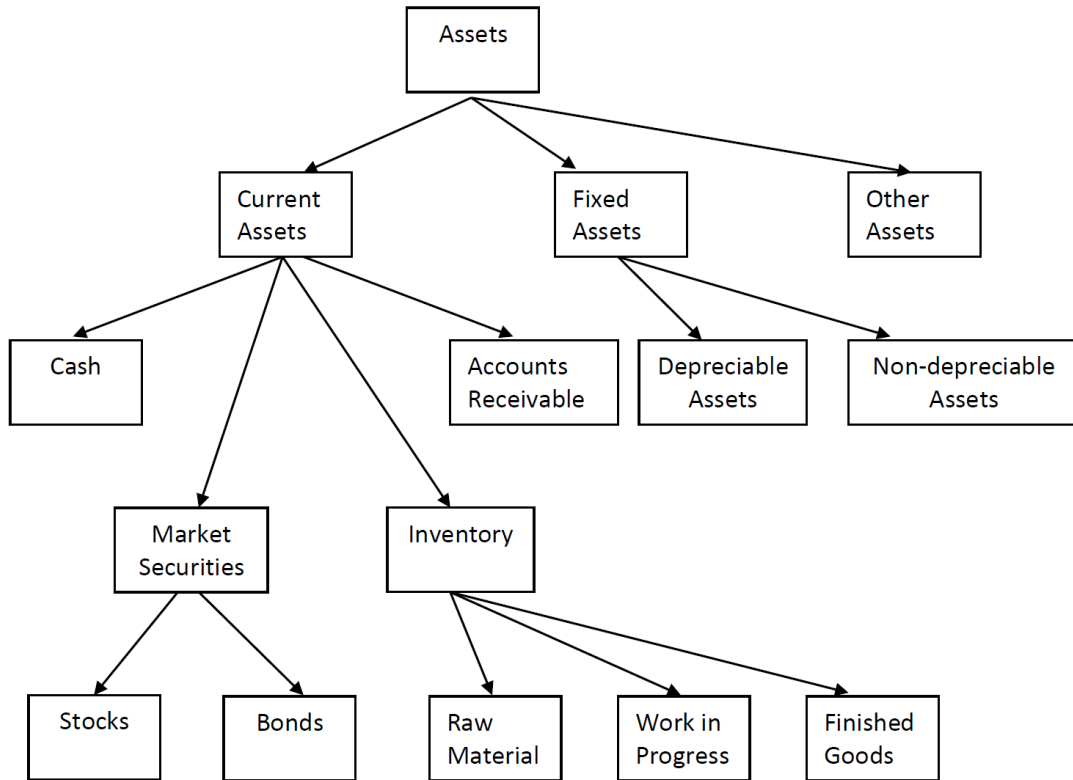 Assets
Current
Assets
Fixed
Assets
Other
Assets
Cash
Accounts
Receivable
Depreciable
Assets
Non-depreciable
Assets
Market
Securities
Inventory
Stocks
Bonds
Raw
Material
Work in
Progress
Finished
Goods